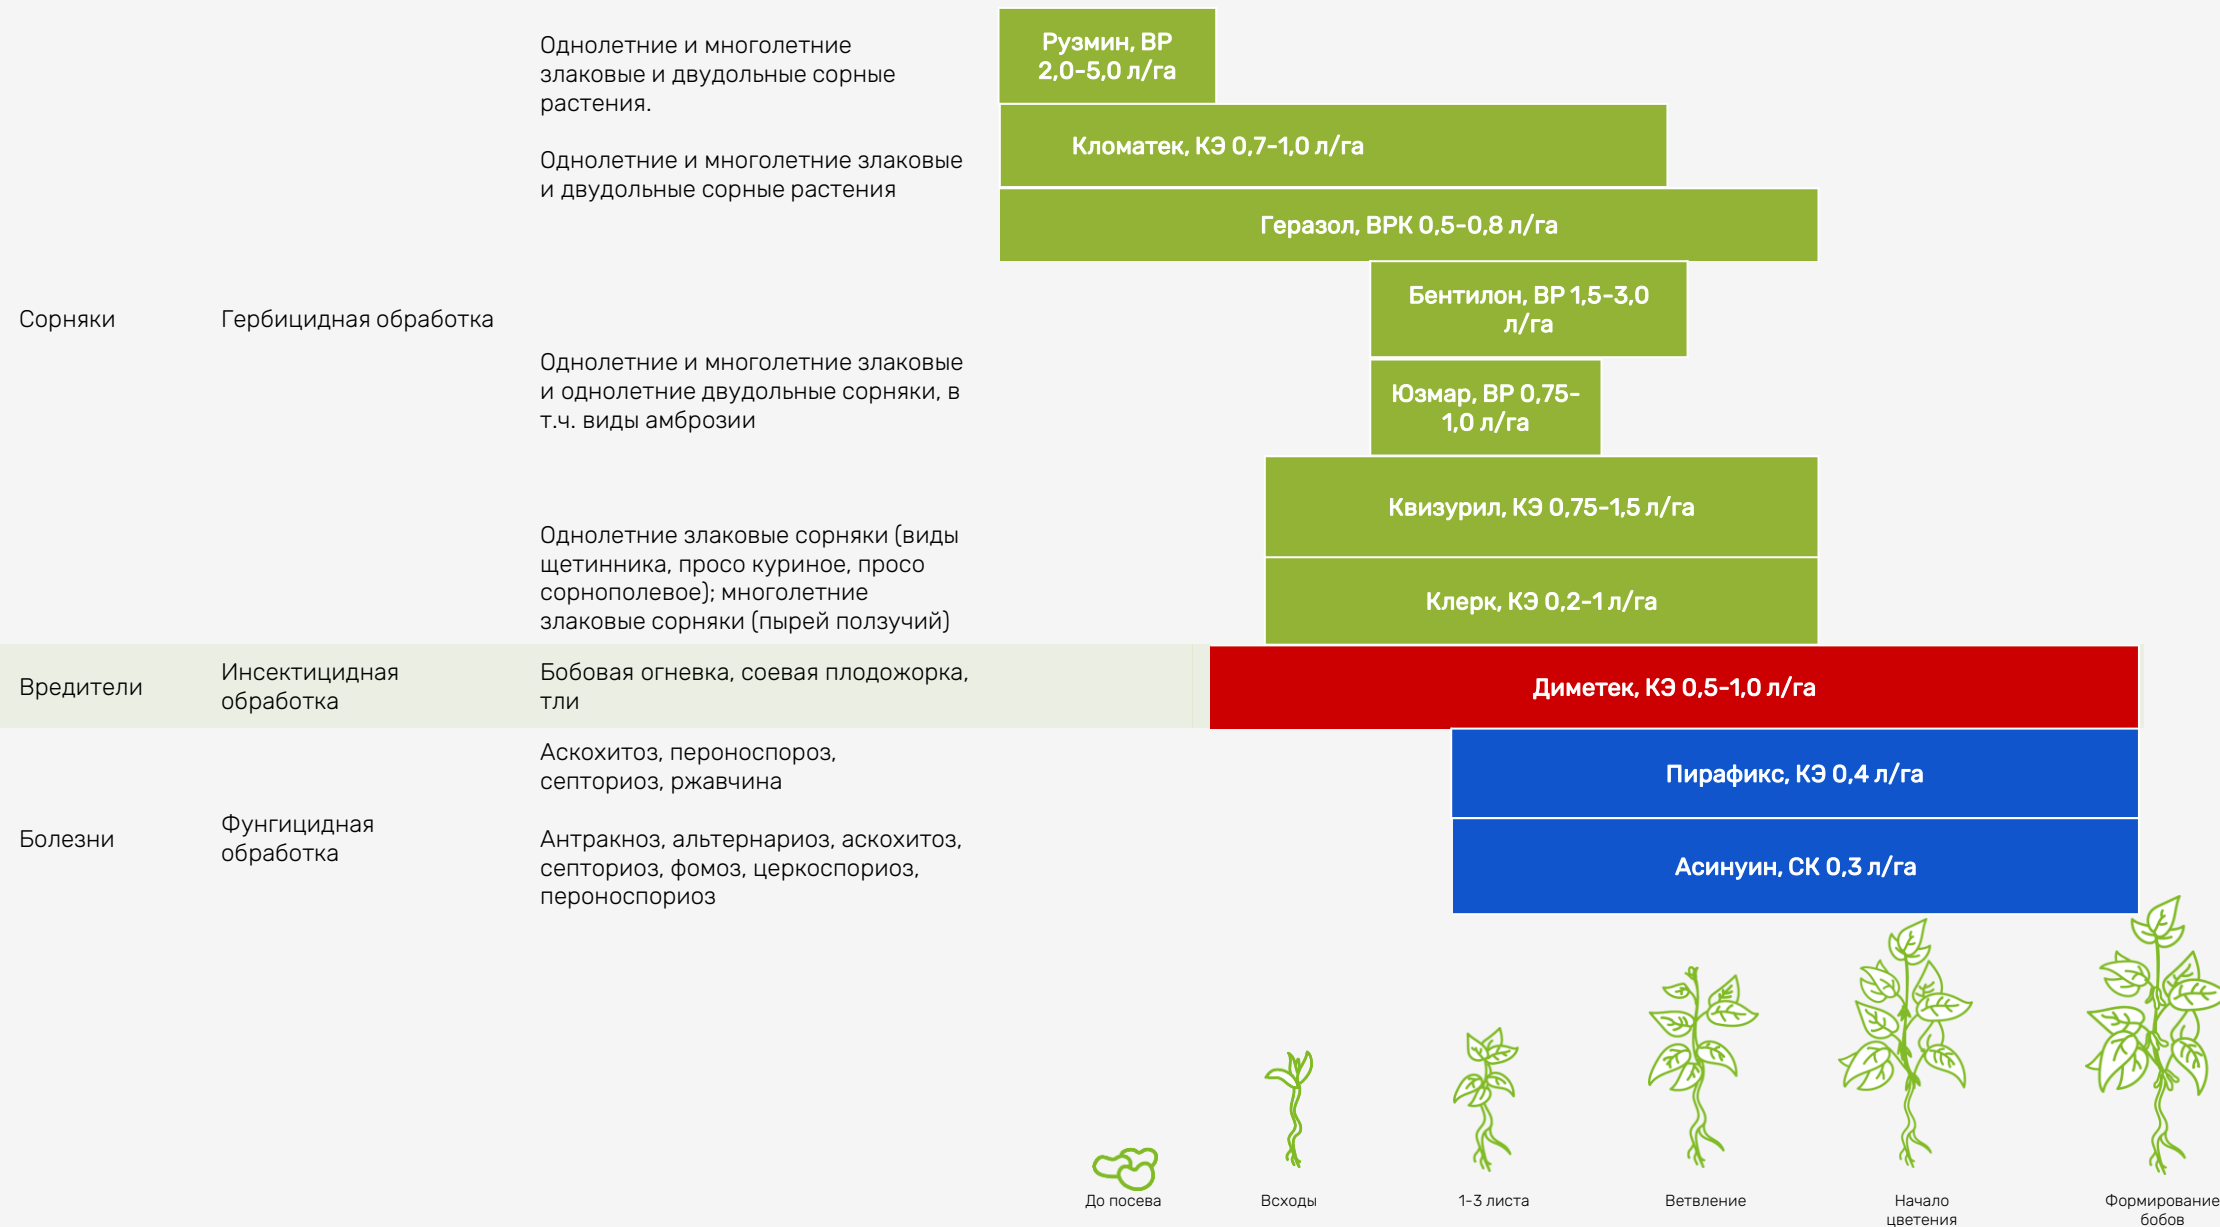 Однолетние и многолетние
злаковые и двудольные сорные
растения.
Рузмин, ВР
2,0-5,0 л/га
Кломатек, КЭ 0,7-1,0 л/га
Однолетние и многолетние злаковые
и двудольные сорные растения
Геразол, ВРК 0,5-0,8 л/га
Сорняки
Гербицидная обработка
Бентилон, ВР 1,5-3,0
л/га
Однолетние и многолетние злаковые
и однолетние двудольные сорняки, в
т.ч. виды амброзии
Юзмар, ВР 0,75-
1,0 л/га
Квизурил, КЭ 0,75-1,5 л/га
Однолетние злаковые сорняки (виды
щетинника, просо куриное, просо
сорнополевое); многолетние
злаковые сорняки (пырей ползучий)
Клерк, КЭ 0,2-1 л/га
Вредители
Инсектицидная
обработка
Бобовая огневка, соевая плодожорка,
тли
Диметек, КЭ 0,5-1,0 л/га
Болезни
Фунгицидная
обработка
Аскохитоз, пероноспороз,
септориоз, ржавчина
Пирафикс, КЭ 0,4 л/га
Антракноз, альтернариоз, аскохитоз,
септориоз, фомоз, церкоспориоз,
пероноспориоз
Асинуин, СК 0,3 л/га
До посева
Всходы
1-3 листа
Ветвление
Начало
цветения
Формирование
бобов